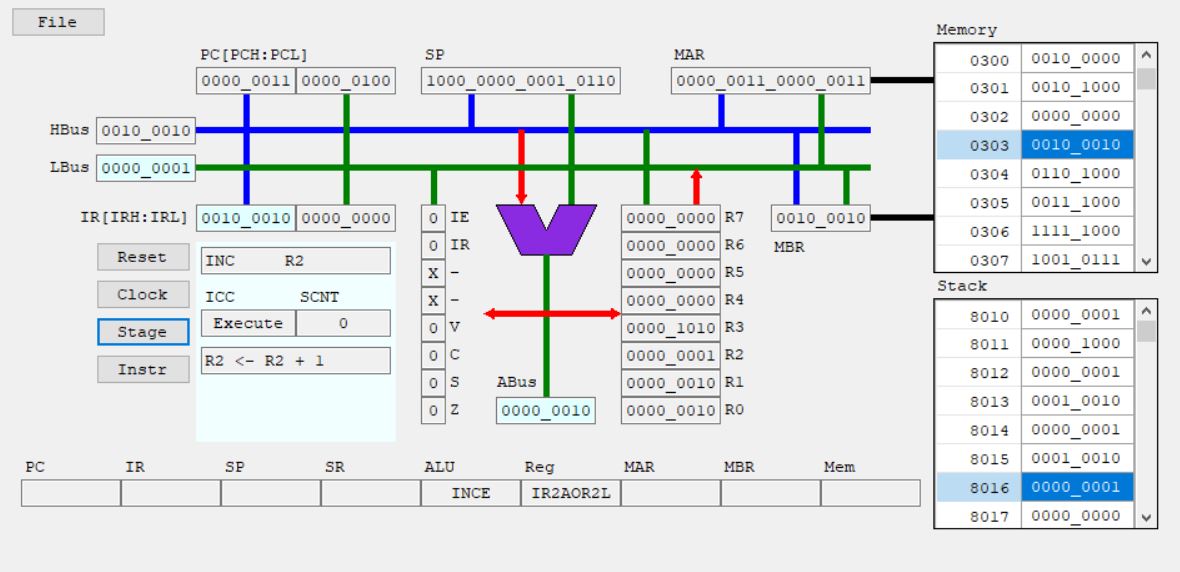 File
Memory
PC[PCH:PCL] SP MAR
0000_0011 0000_0100 1000_0000_0001_0110 0000_0011_0000_0011
HBus 0010_0010
LBus 0000_0001
IR[IRH:IRL] 0010_0010 0000_0000
Reset
Clock
Stage
Instr
INC R2
ICC SCNT
Execute 0
R2 <- R2 + 1
0 IE
0 IR
X -
X -
0 V
0 C
0 S
0 Z
ABus
0000_0010
0000_0000 R7
0000_0000 R6
0000_0000 R5
0000_0000 R4
0000_1010 R3
0000_0001 R2
0000_0010 R1
0000_0010 R0
0010_0010
MBR
0300 0010_0000
0301 0010_1000
0302 0000_0000
0303 0010_0010
0304 0110_1000
0305 0011_1000
0306 1111_1000
0307 1001_0111
Stack
8010 0000_0001
8011 0000_1000
8012 0000_0001
8013 0001_0010
8014 0000_0001
8015 0001_0010
8016 0000_0001
8017 0000_0000
PC IR SP SR ALU Reg MAR MBR Mem
INCE IR2AOR2L